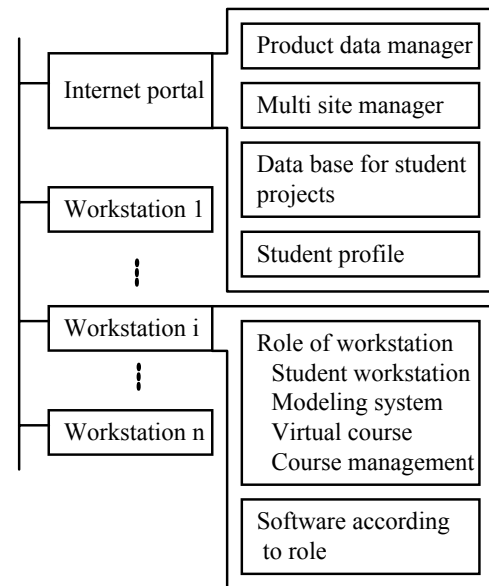 Internet portal
Product data manager
Multi site manager
Data base for student
projects
Student profile
Workstation 1
Workstation i
Workstation n
Role of workstation
Student workstation
Modeling system
Virtual course
Course management
Software according
to role